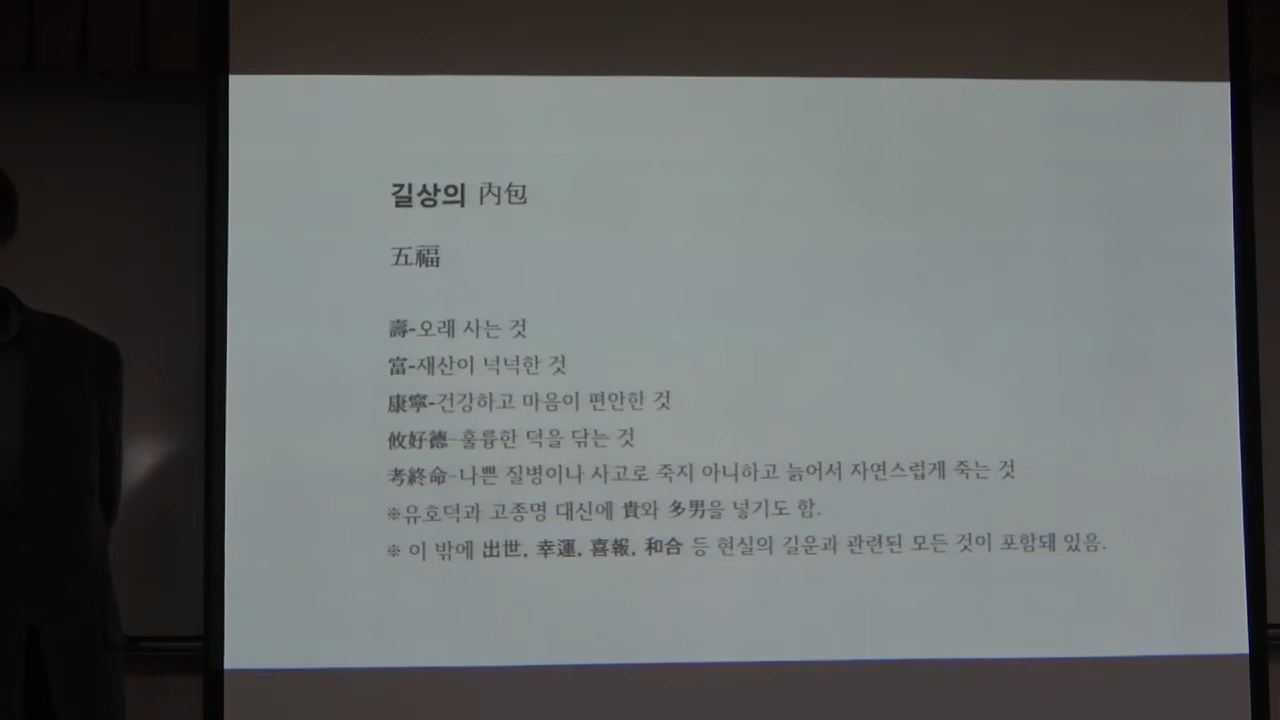 길상의 內包
五福
壽-오래 사는 것
富-재산이 넉넉한 것
康寧-건강하고 마음이 편안한 것
攸好德-훌륭한 덕을 닦는 것
考終命-나쁜 질병이나 사고로 죽지 아니하고 늙어서 자연스럽게 죽는 것
※유호덕과 고종명 대신에 貴와 多男을 넣기도 함.
※ 이 밖에 出世, 幸運, 喜報, 和合 등 현실의 길운과 관련된 모든 것이 포함돼 있음.